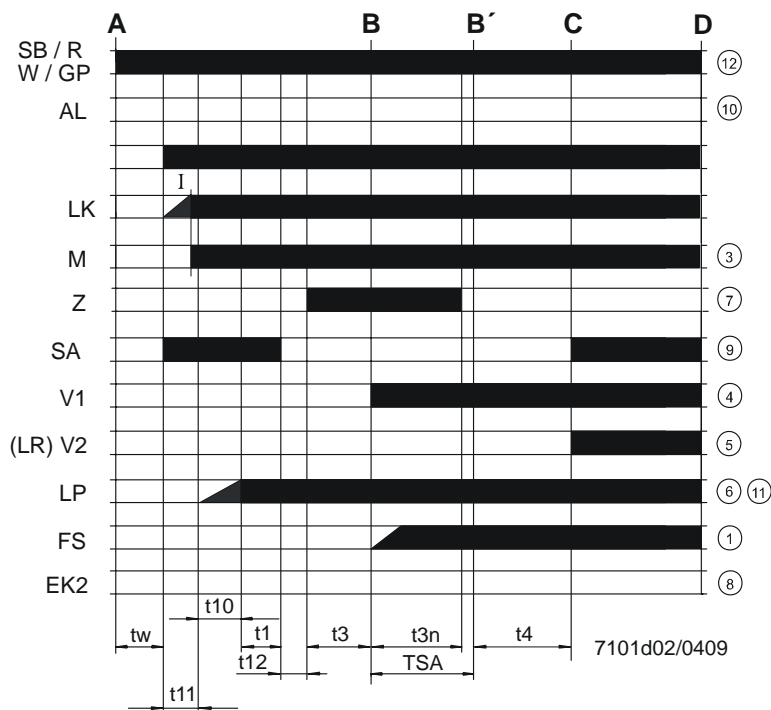 A B B´ C D
SB / R
W / GP 12
AL 10
I
LK
M 3
Z 7
SA 9
V1 4
(LR) V2 5
LP 6 11
FS 1
EK2 8
t10
tw t1 t3 t3n t4 7101d02/0409
t12 TSA
t11